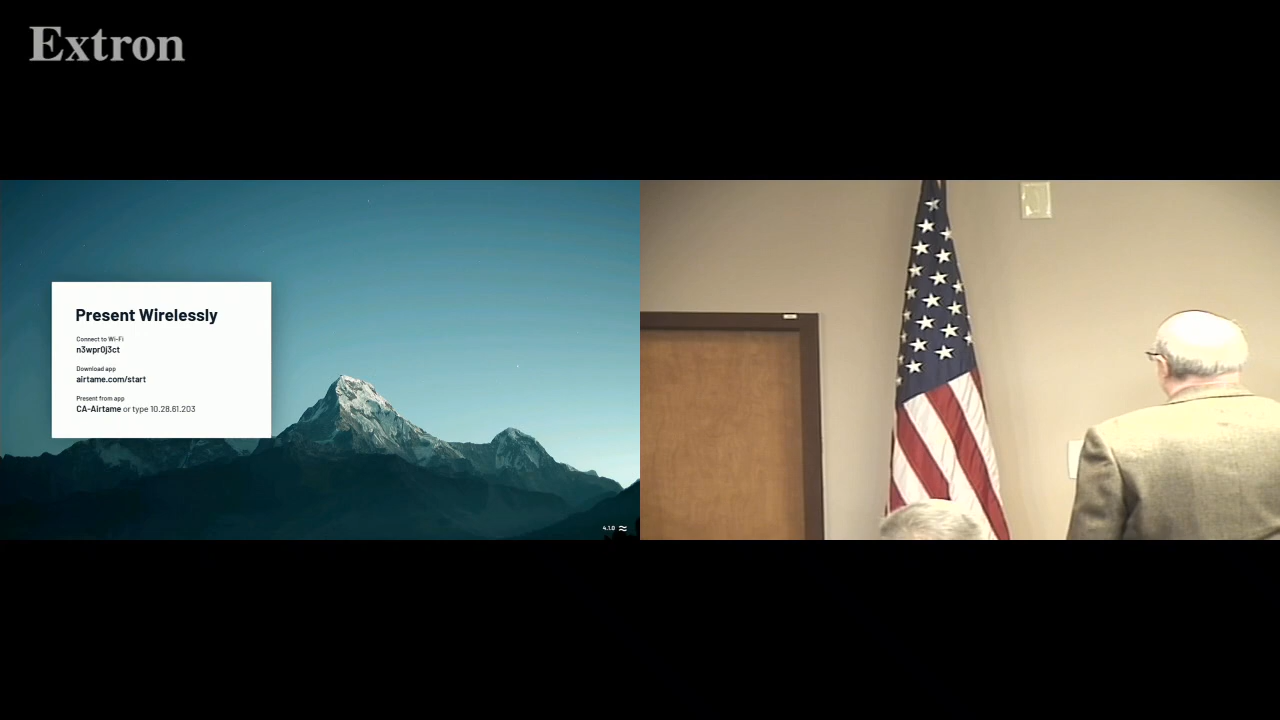 Extron
Present Wirelessly
Connect to Wi-Fi
n3wpr0j3ct
Download app
airtame.com/start
Present from app
CA-Airtame or type 10.28.61.203
4.1.0